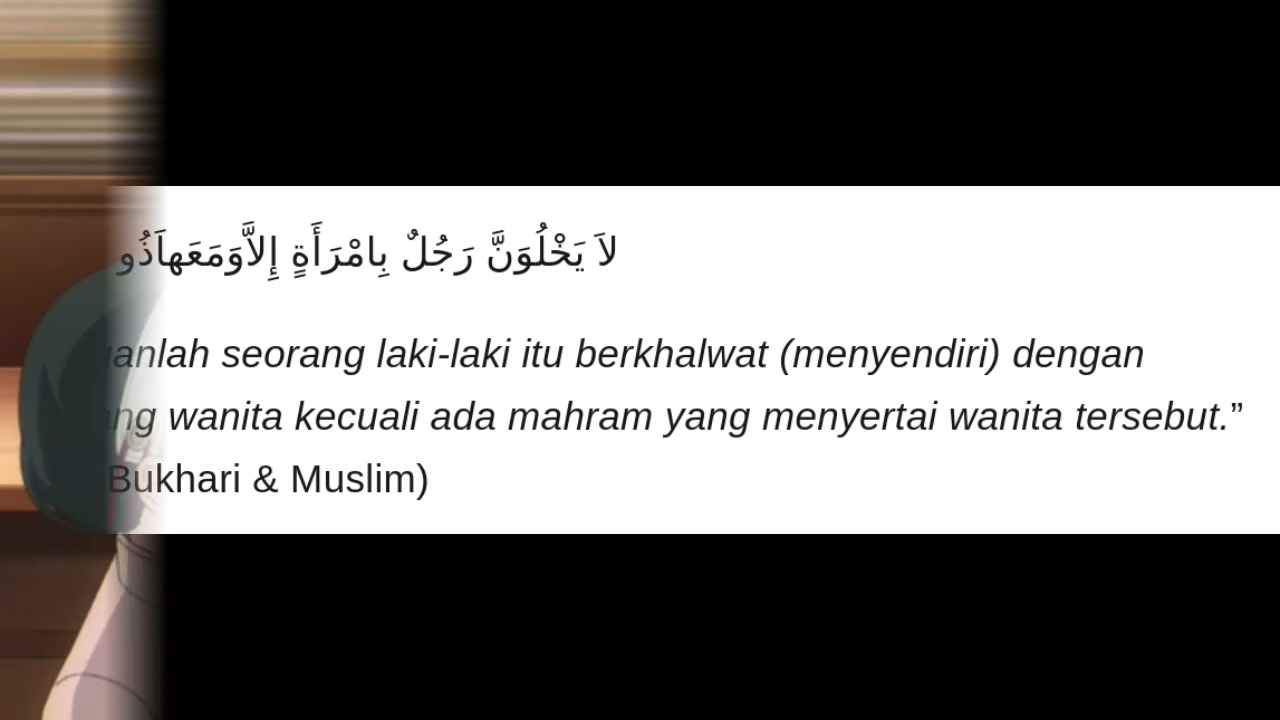 لاَ يَخْلُوَنَّ رَجُلٌ بِامْرَأَةٍ إِلاَّوَمَعَهاَذُو
anlah seorang laki-laki itu berkhalwat (menyendiri) dengan
ng wanita kecuali ada mahram yang menyertai wanita tersebut.”
Bukhari & Muslim)